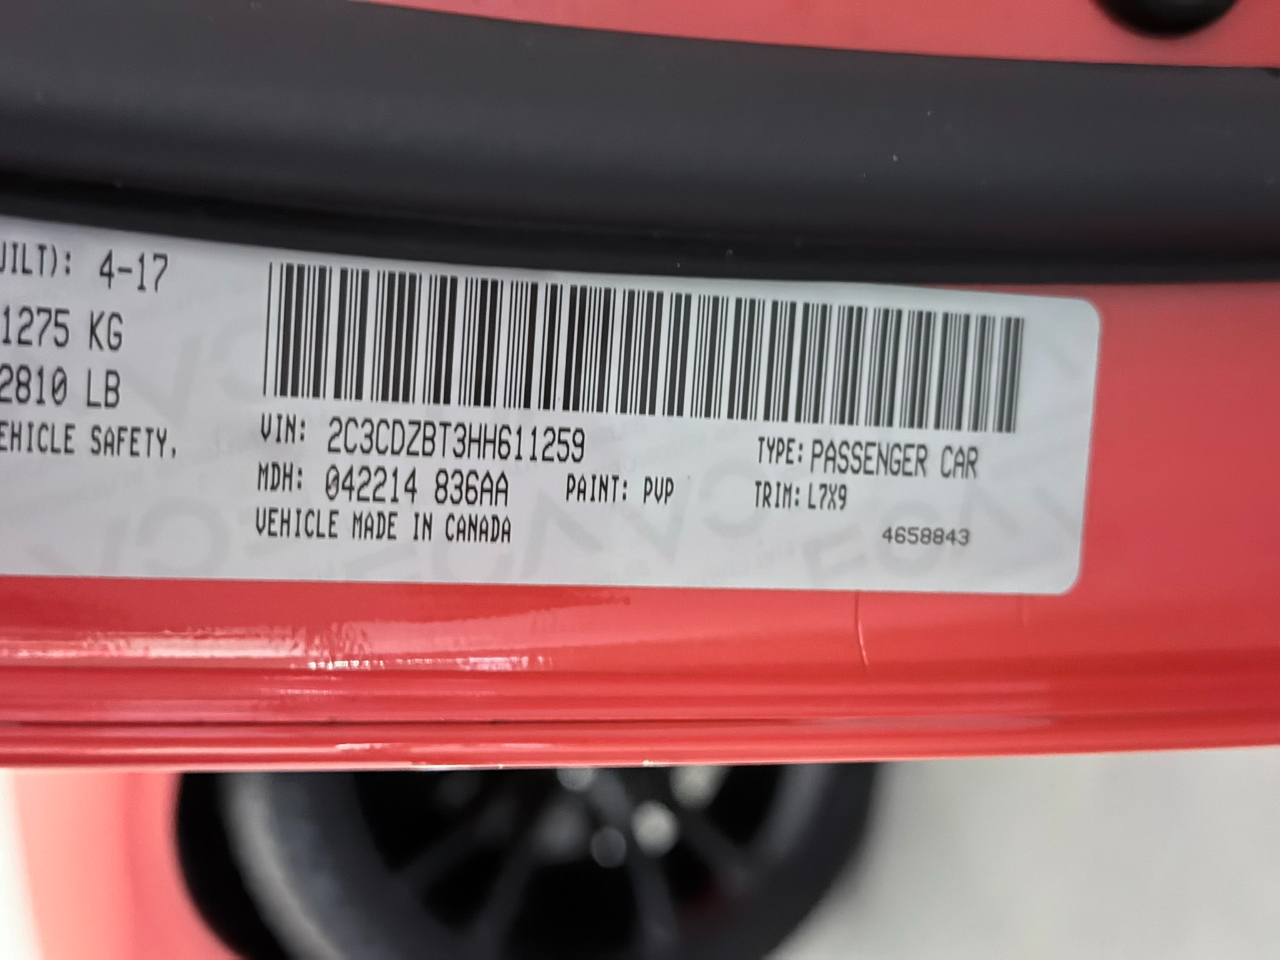 UILT): 4-17
1275 KG
2810 LB
EHICLE SAFETY,
VIN: 2C3CDZBT3HH611259 TYPE: PASSENGER CAR
MDH: 042214 836AA PAINT: PVP TRIM: L7X9
VEHICLE MADE IN CANADA 4658843